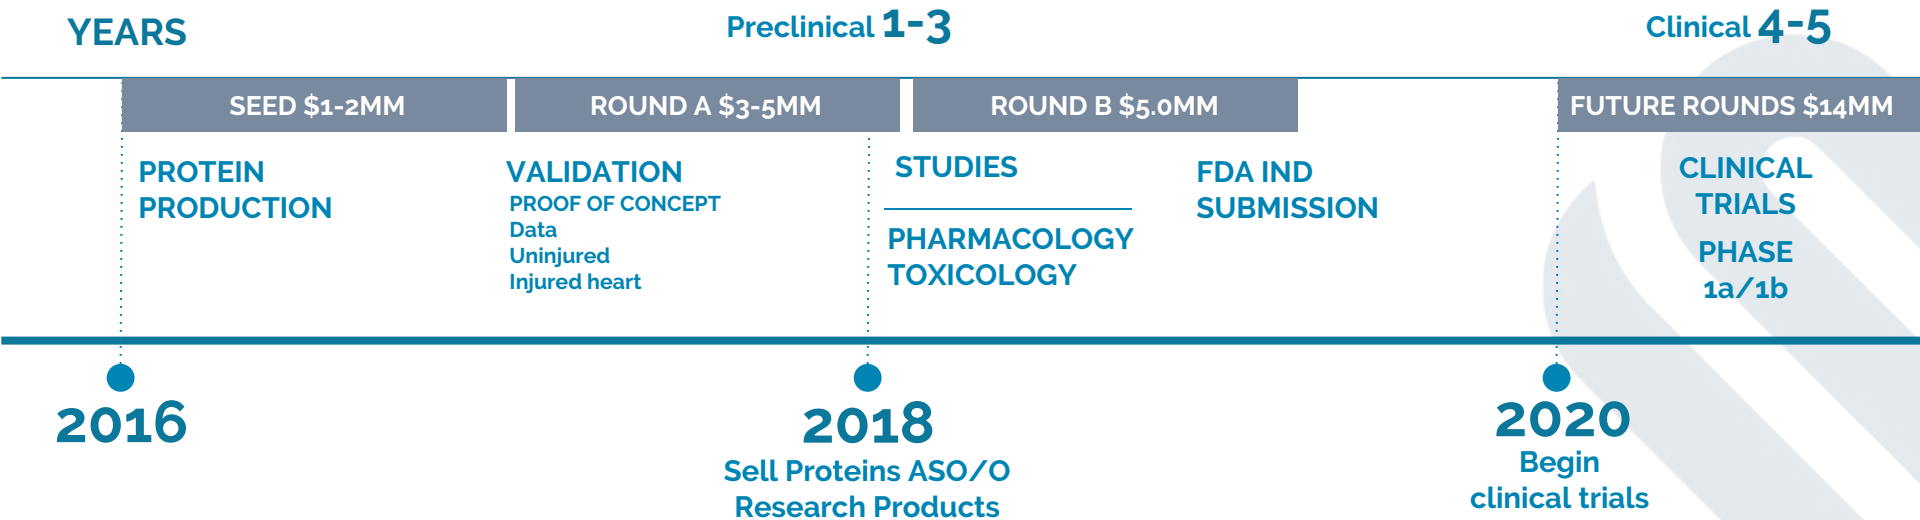 YEARS
Preclinical 1-3
Clinical 4-5
SEED $1-2MM
ROUND A $3-5MM
ROUND B $5.0MM
FUTURE ROUNDS $14MM
PROTEIN
PRODUCTION
VALIDATION
PROOF OF CONCEPT
Data
Uninjured
Injured heart
STUDIES
PHARMACOLOGY
TOXICOLOGY
FDA IND
SUBMISSION
CLINICAL
TRIALS
PHASE
1a/1b
2016
2018
Sell Proteins ASO/O
Research Products
2020
Begin
clinical trials